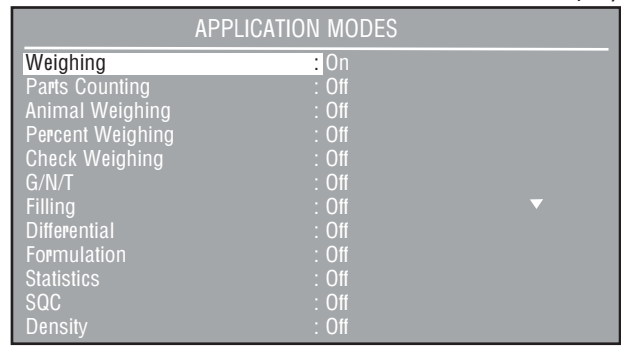 APPLICATION MODES
Weighing : On
Parts Counting : Off
Animal Weighing : Off
Percent Weighing : Off
Check Weighing : Off
G/N/T : Off
Filling : Off
Differential : Off
Formulation : Off
Statistics : Off
SQC : Off
Density : Off